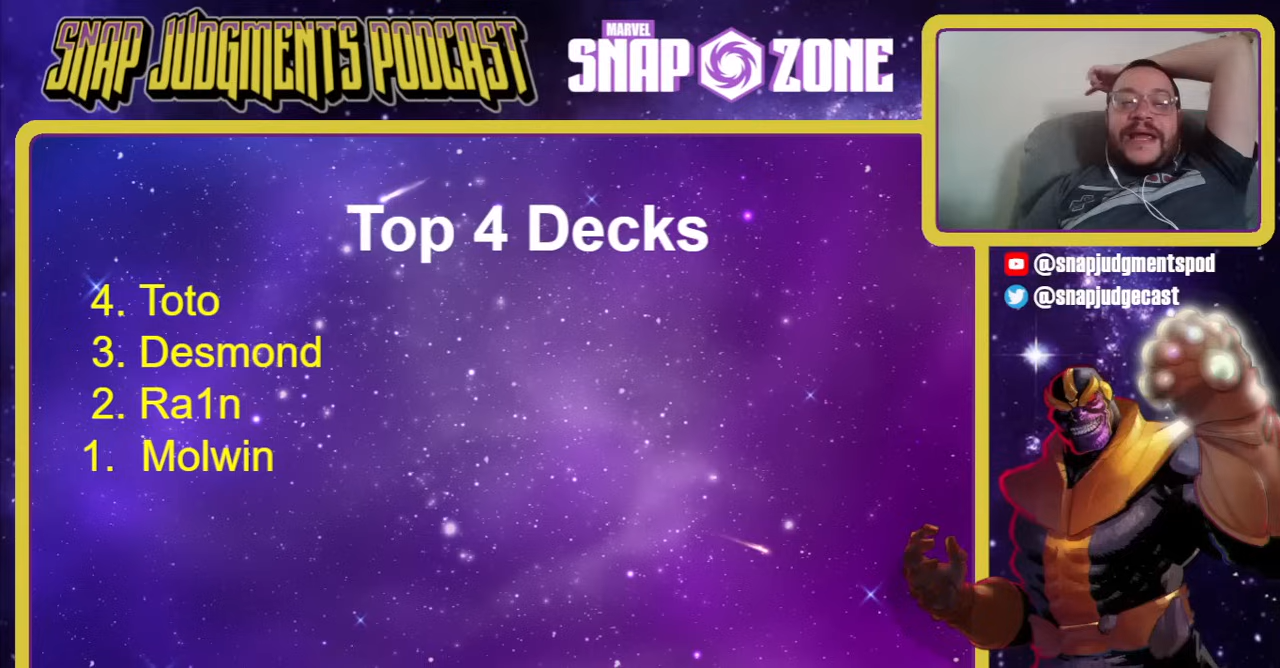 SNAP JUDGMENTS PODCAST
MARVEL
SNAP ZONE
@snapjudgmentspod
@snapjudgecast
Top 4 Decks
4. Toto
3. Desmond
2. Ra1n
1. Molwin